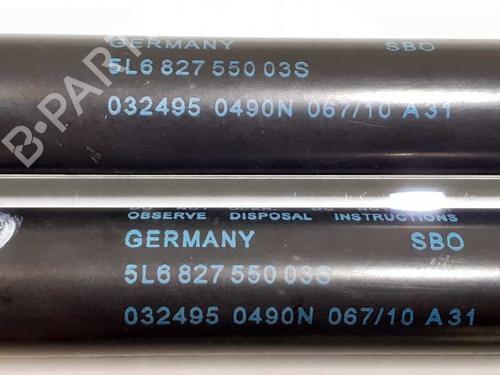 GERMANY SBO
5L6 827 550 03S
032495 0490N 067/10 A31
OBSERVE DISPOSAL INSTRUCTIONS
GERMANY SBO
5L6 827 550 03S
032495 0490N 067/10 A31
B-PART